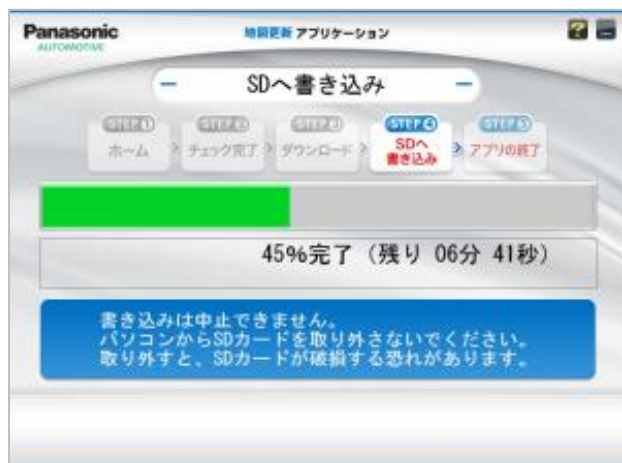 Panasonic
AUTOMOTIVE
地図更新 アプリケーション
?
SDへ書き込み
STEP① STEP② STEP③ STEP④ STEP⑤
ホーム > チェック完了 > ダウンロード > SDへ書き込み > アプリの終了
45%完了（残り 06分 41秒）
書き込みは中止できません。
パソコンからSDカードを取り外さないでください。
取り外すと、SDカードが破損する恐れがあります。